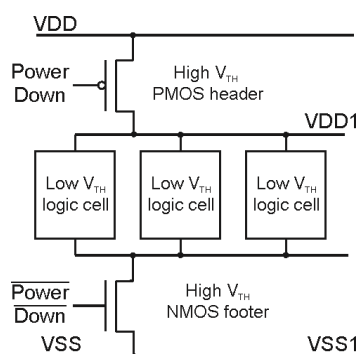 VDD
Power
Down
High VTH
PMOS header
VDD1
Low VTH
logic cell
Low VTH
logic cell
Low VTH
logic cell
Power
Down
High VTH
NMOS footer
VSS
VSS1